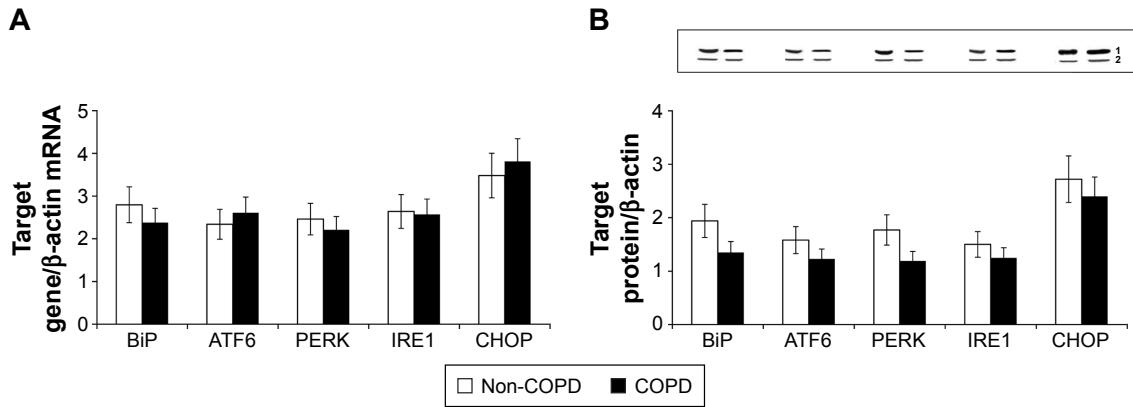 A
Target
gene/β-actin mRNA
5
4
3
2
1
0
BiP ATF6 PERK IRE1 CHOP
B
1
2
Target
protein/β-actin
4
3
2
1
0
BiP ATF6 PERK IRE1 CHOP
Non-COPD COPD